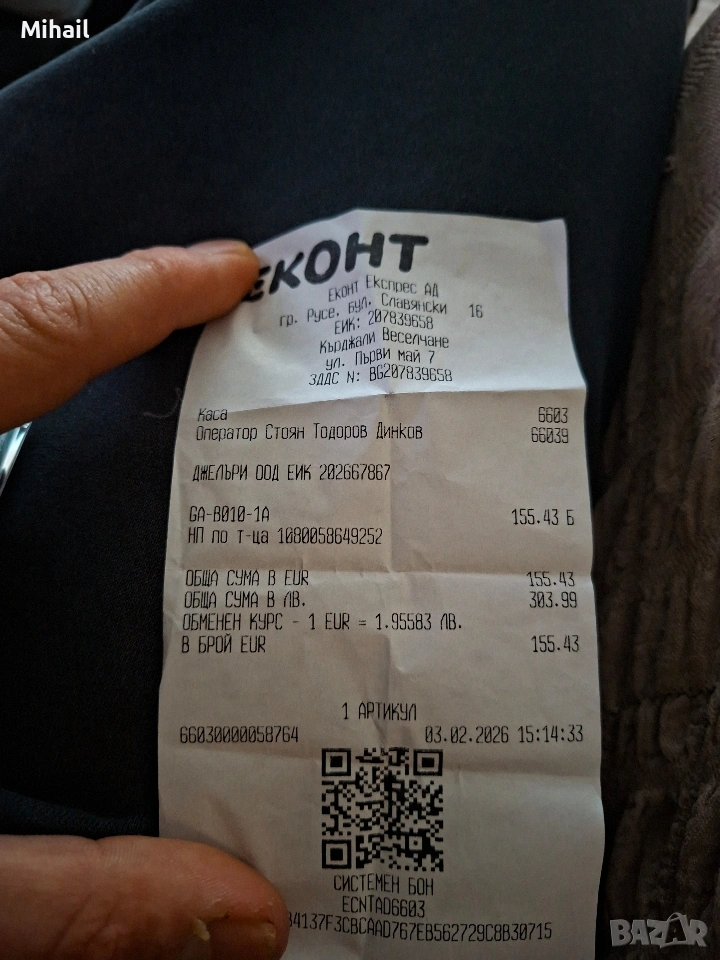 Mihail
ЕКОНТ
Еконт Експрес АД
гр. Русе, бул. Славянски 16
ЕИК: 207839658
Кърджали Веселчане
ул. Първи май 7
ЗДДС N: BG207839658
Каса 6603
Оператор Стоян Тодоров Динков 66039
ДЖЕЛЪРИ ООД ЕИК 202667867
GA-B010-1A 155.43 Б
НП по т-ца 1080058649252
ОБЩА СУМА В EUR 155.43
ОБЩА СУМА В ЛВ. 303.99
ОБМЕНЕН КУРС - 1 EUR = 1.95583 ЛВ.
В БРОЙ EUR 155.43
1 АРТИКУЛ
66030000058764 03.02.2026 15:14:33
СИСТЕМЕН БОН
ECNTAD6603
84137F3CBCAAD767EB562729C8B30715
BAZAR